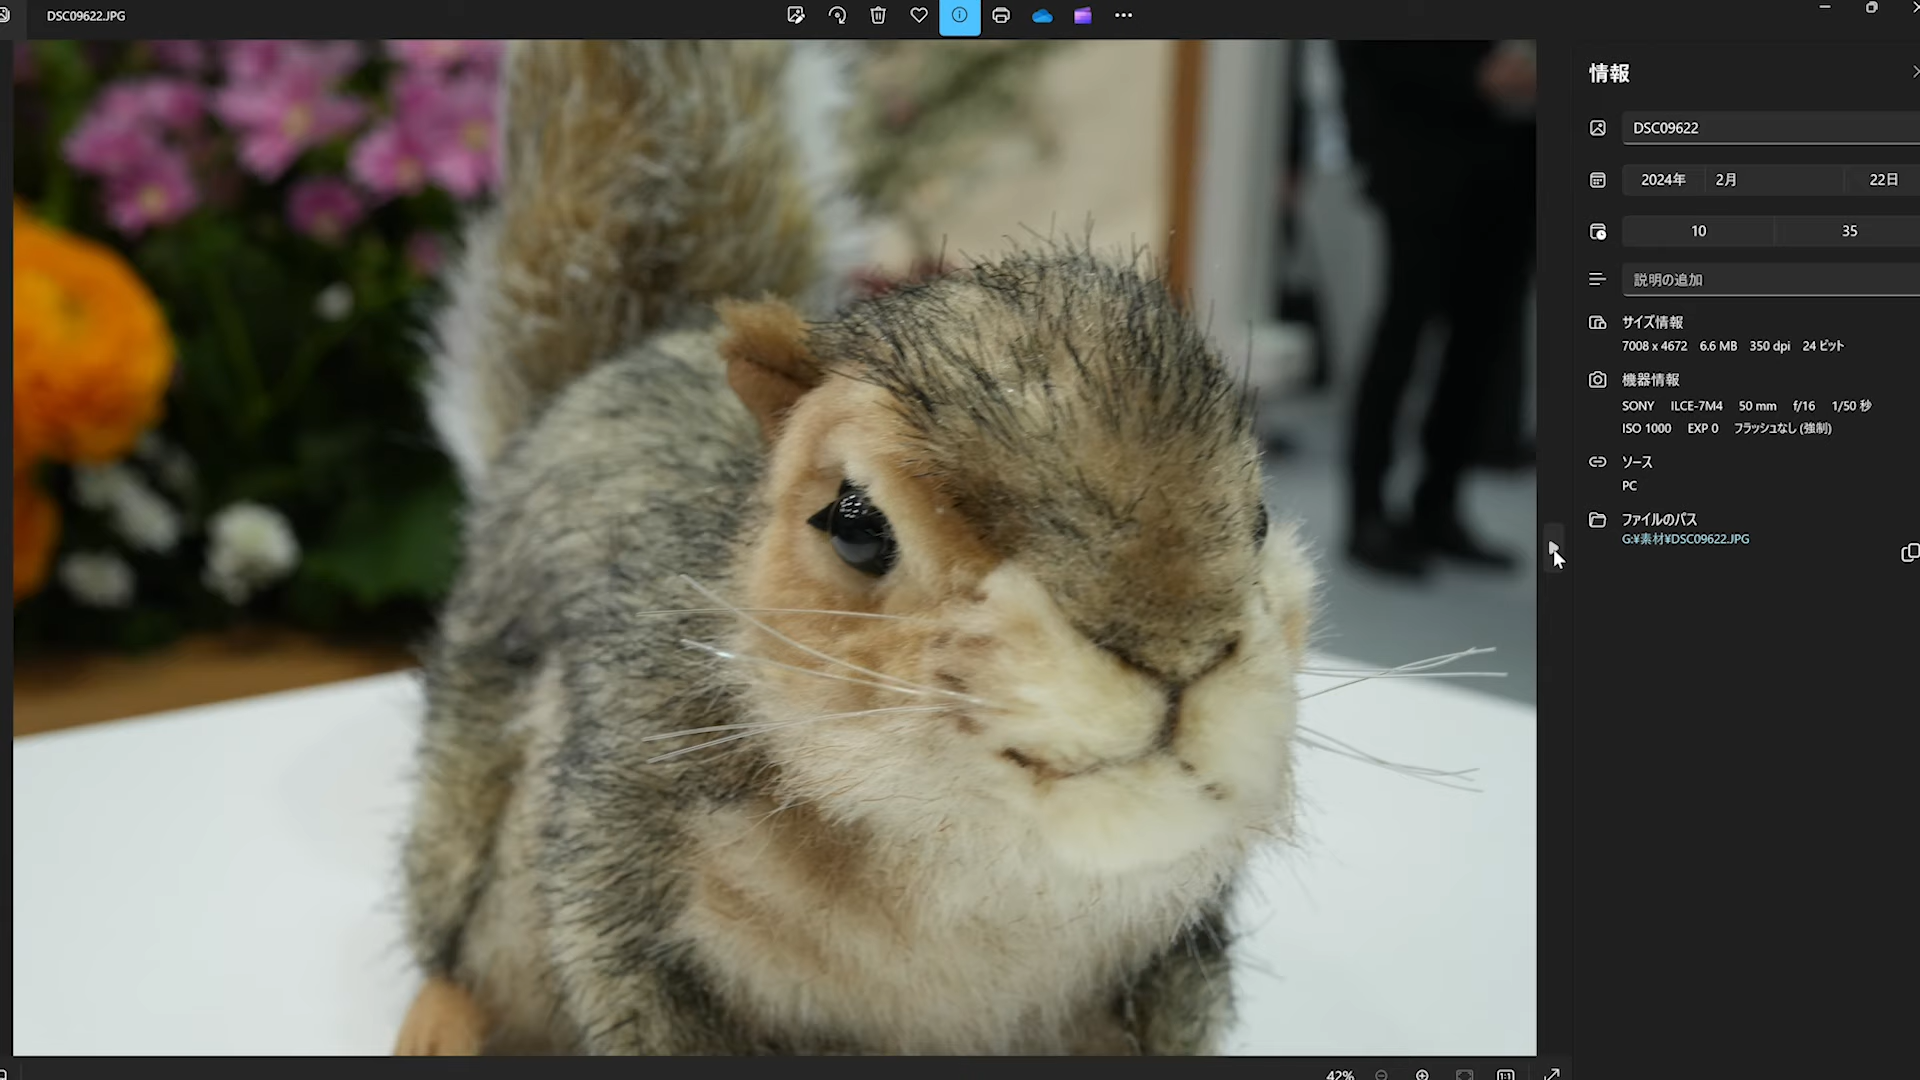 DSC09622.JPG
情報
DSC09622
2024年 2月 22日
10 35
説明の追加
サイズ情報
7008 x 4672 6.6 MB 350 dpi 24 ビット
機器情報
SONY ILCE-7M4 50 mm f/16 1/50 秒
ISO 1000 EXP 0 フラッシュなし (強制)
ソース
PC
ファイルのパス
G:¥素材¥DSC09622.JPG
42%